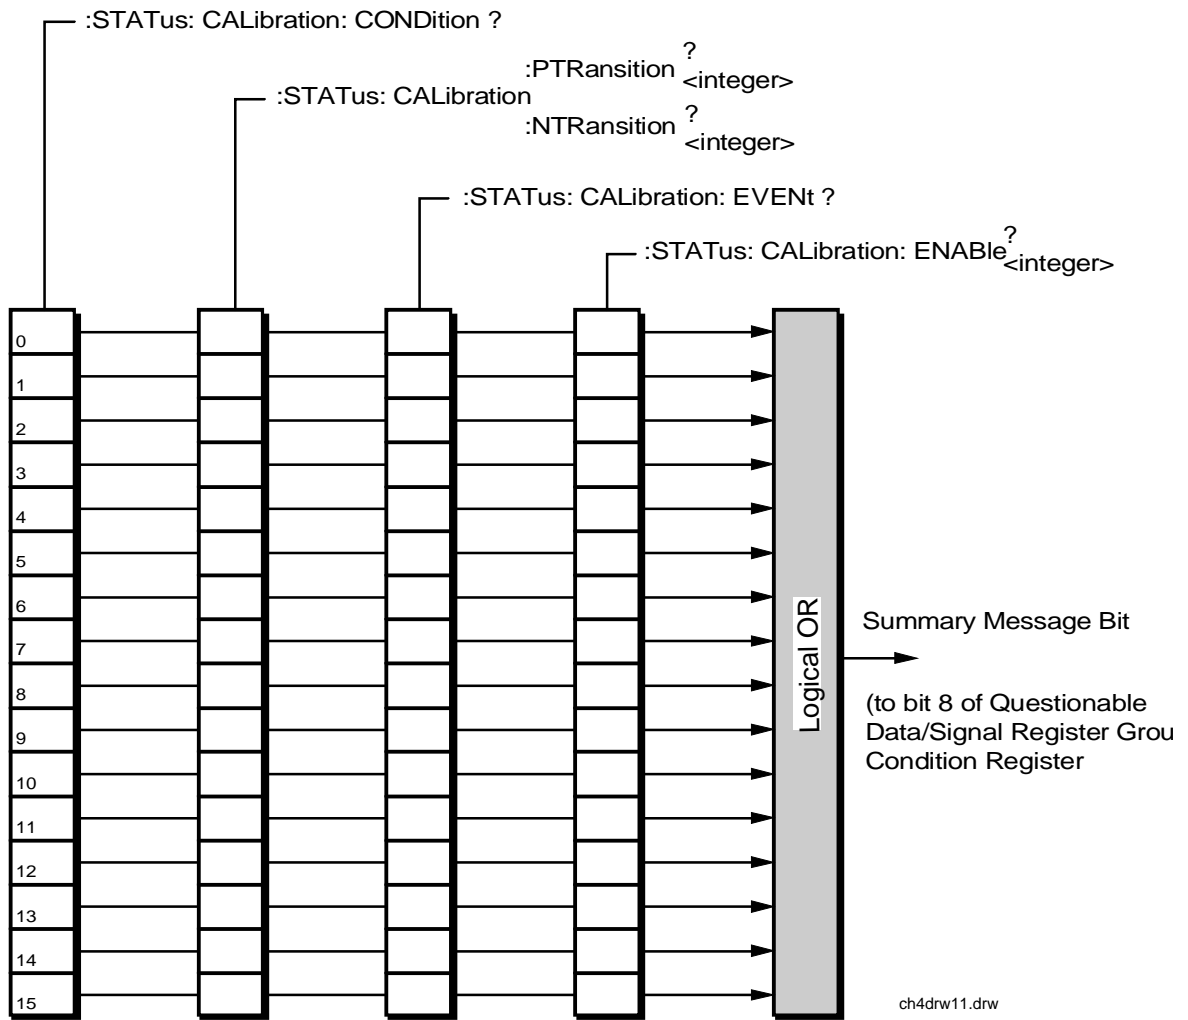 :STATus: CALibration: CONDition ?
:STATus: CALibration
:PTRansition ?
<integer>
:NTRansition ?
<integer>
:STATus: CALibration: EVENt ?
:STATus: CALibration: ENABle ?
<integer>
0
1
2
3
4
5
6
7
8
9
10
11
12
13
14
15
Logical OR
Summary Message Bit
(to bit 8 of Questionable
Data/Signal Register Grou
Condition Register
ch4drw11.drw